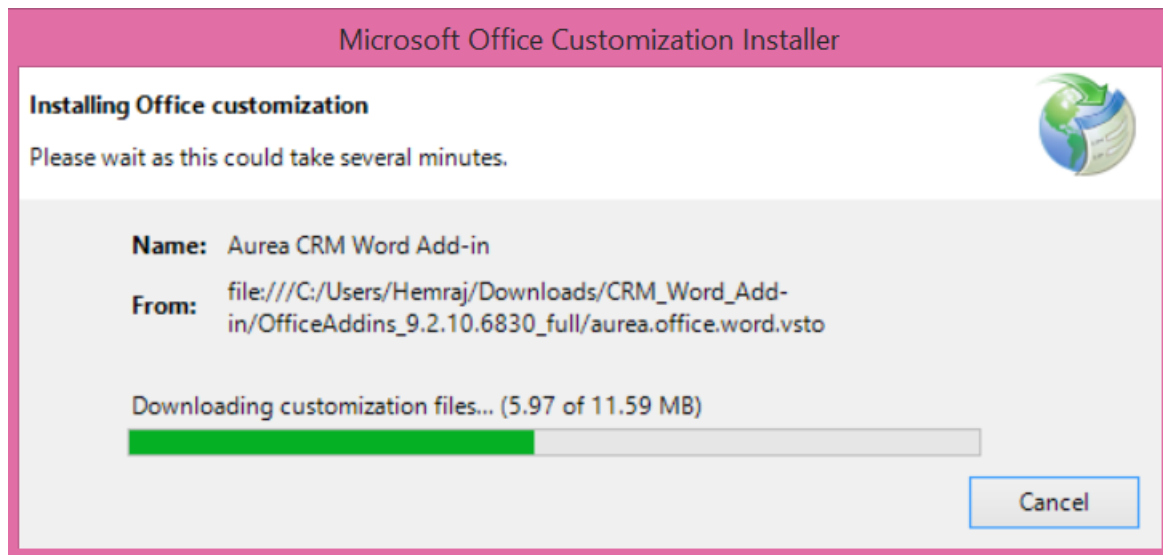 Microsoft Office Customization Installer
Installing Office customization
Please wait as this could take several minutes.
Name: Aurea CRM Word Add-in
From: file:///C:/Users/Hemraj/Downloads/CRM_Word_Add-
in/OfficeAddins_9.2.10.6830_full/aurea.office.word.vsto
Downloading customization files... (5.97 of 11.59 MB)
Cancel